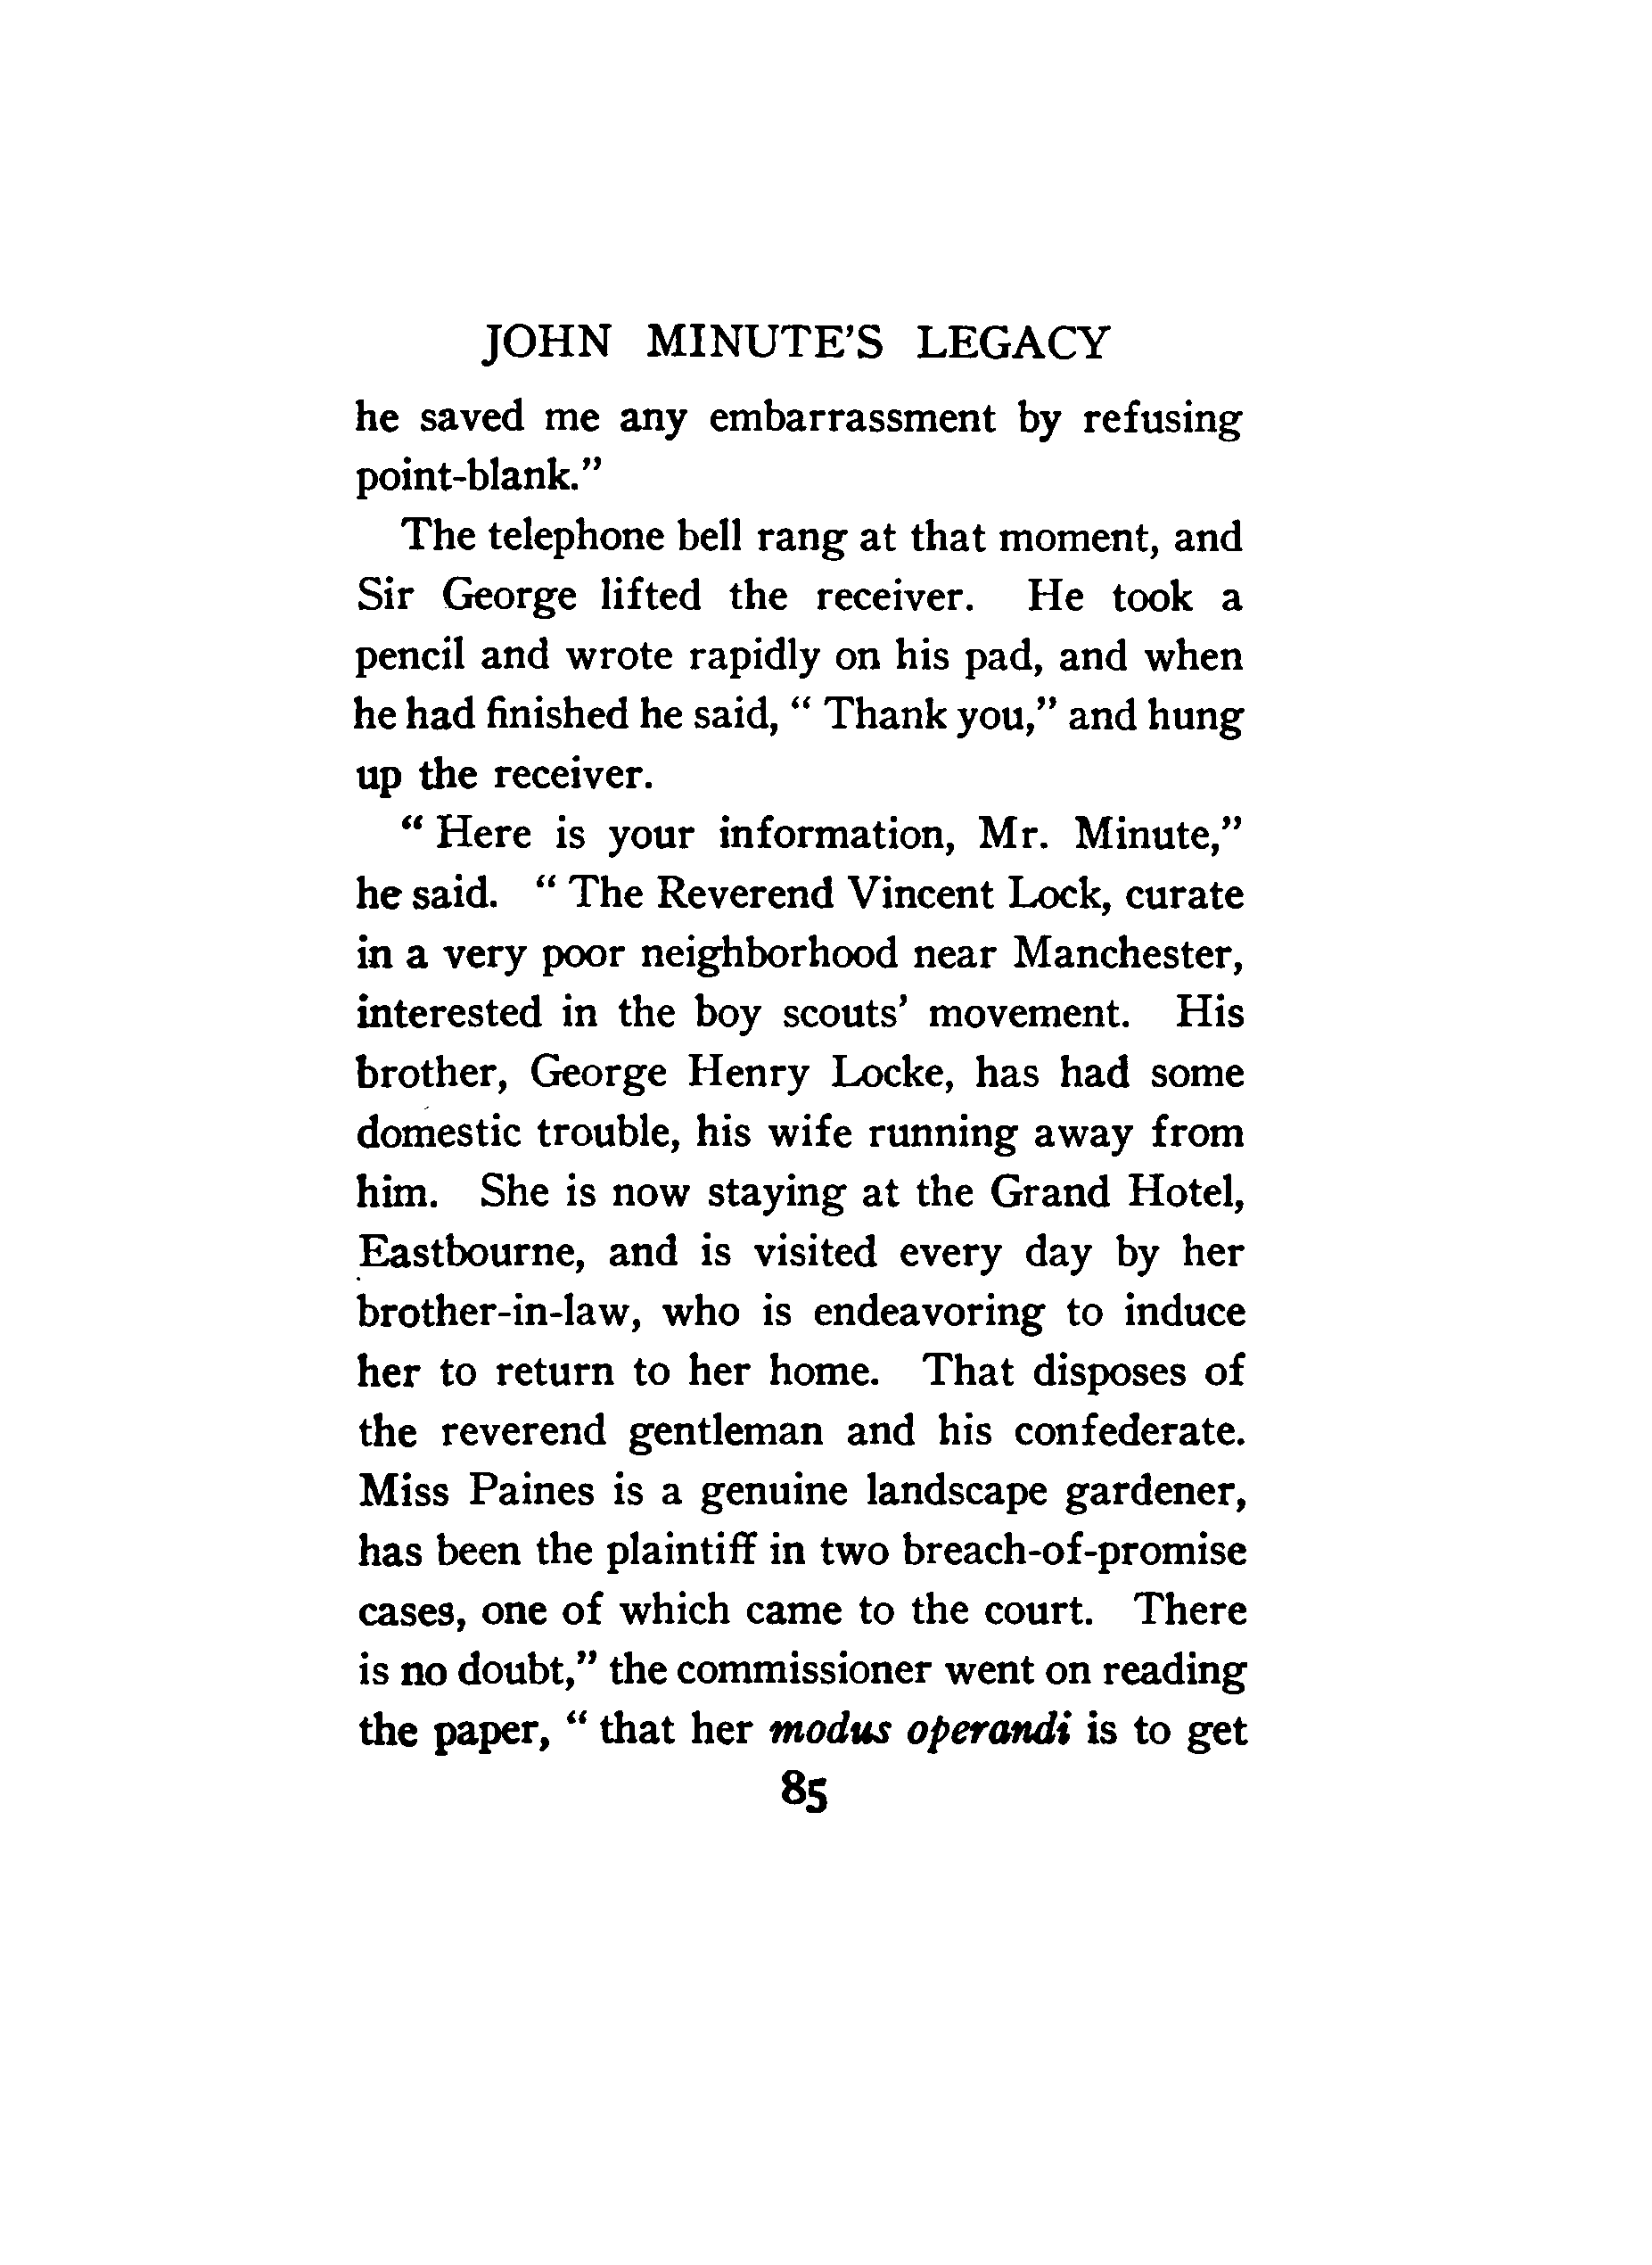 JOHN MINUTE'S LEGACY
he saved me any embarrassment by refusing
point-blank."
The telephone bell rang at that moment, and
Sir George lifted the receiver. He took a
pencil and wrote rapidly on his pad, and when
he had finished he said, " Thank you," and hung
up the receiver.
" Here is your information, Mr. Minute,"
he said. " The Reverend Vincent Lock, curate
in a very poor neighborhood near Manchester,
interested in the boy scouts' movement. His
brother, George Henry Locke, has had some
domestic trouble, his wife running away from
him. She is now staying at the Grand Hotel,
Eastbourne, and is visited every day by her
brother-in-law, who is endeavoring to induce
her to return to her home. That disposes of
the reverend gentleman and his confederate.
Miss Paines is a genuine landscape gardener,
has been the plaintiff in two breach-of-promise
cases, one of which came to the court. There
is no doubt," the commissioner went on reading
the paper, " that her modus operandi is to get
85